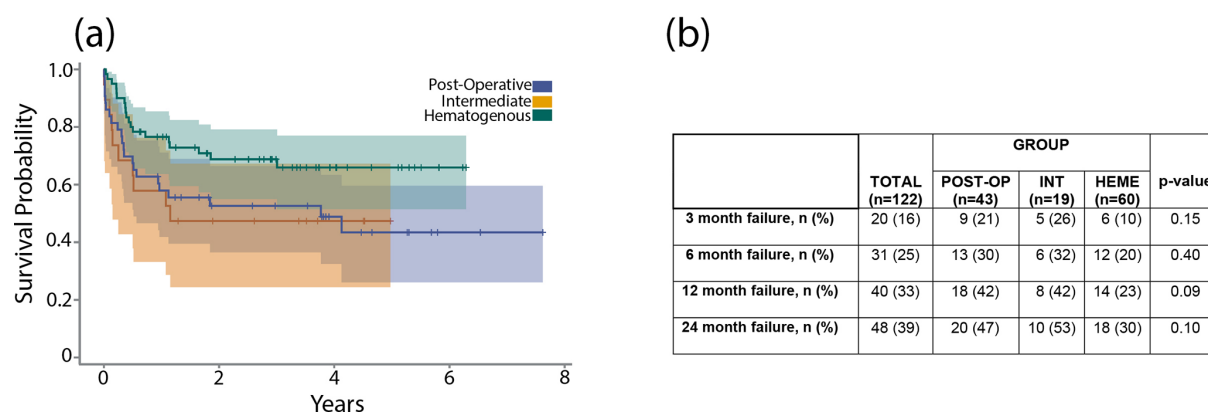 (a)
1.0
0.8
0.6
0.4
0.2
0
Survival Probability
Post-Operative
Intermediate
Hematogenous
0 2 4 6 8
Years
(b)
GROUP
TOTAL (n=122) POST-OP (n=43) INT (n=19) HEME (n=60) p-value
3 month failure, n (%) 20 (16) 9 (21) 5 (26) 6 (10) 0.15
6 month failure, n (%) 31 (25) 13 (30) 6 (32) 12 (20) 0.40
12 month failure, n (%) 40 (33) 18 (42) 8 (42) 14 (23) 0.09
24 month failure, n (%) 48 (39) 20 (47) 10 (53) 18 (30) 0.10